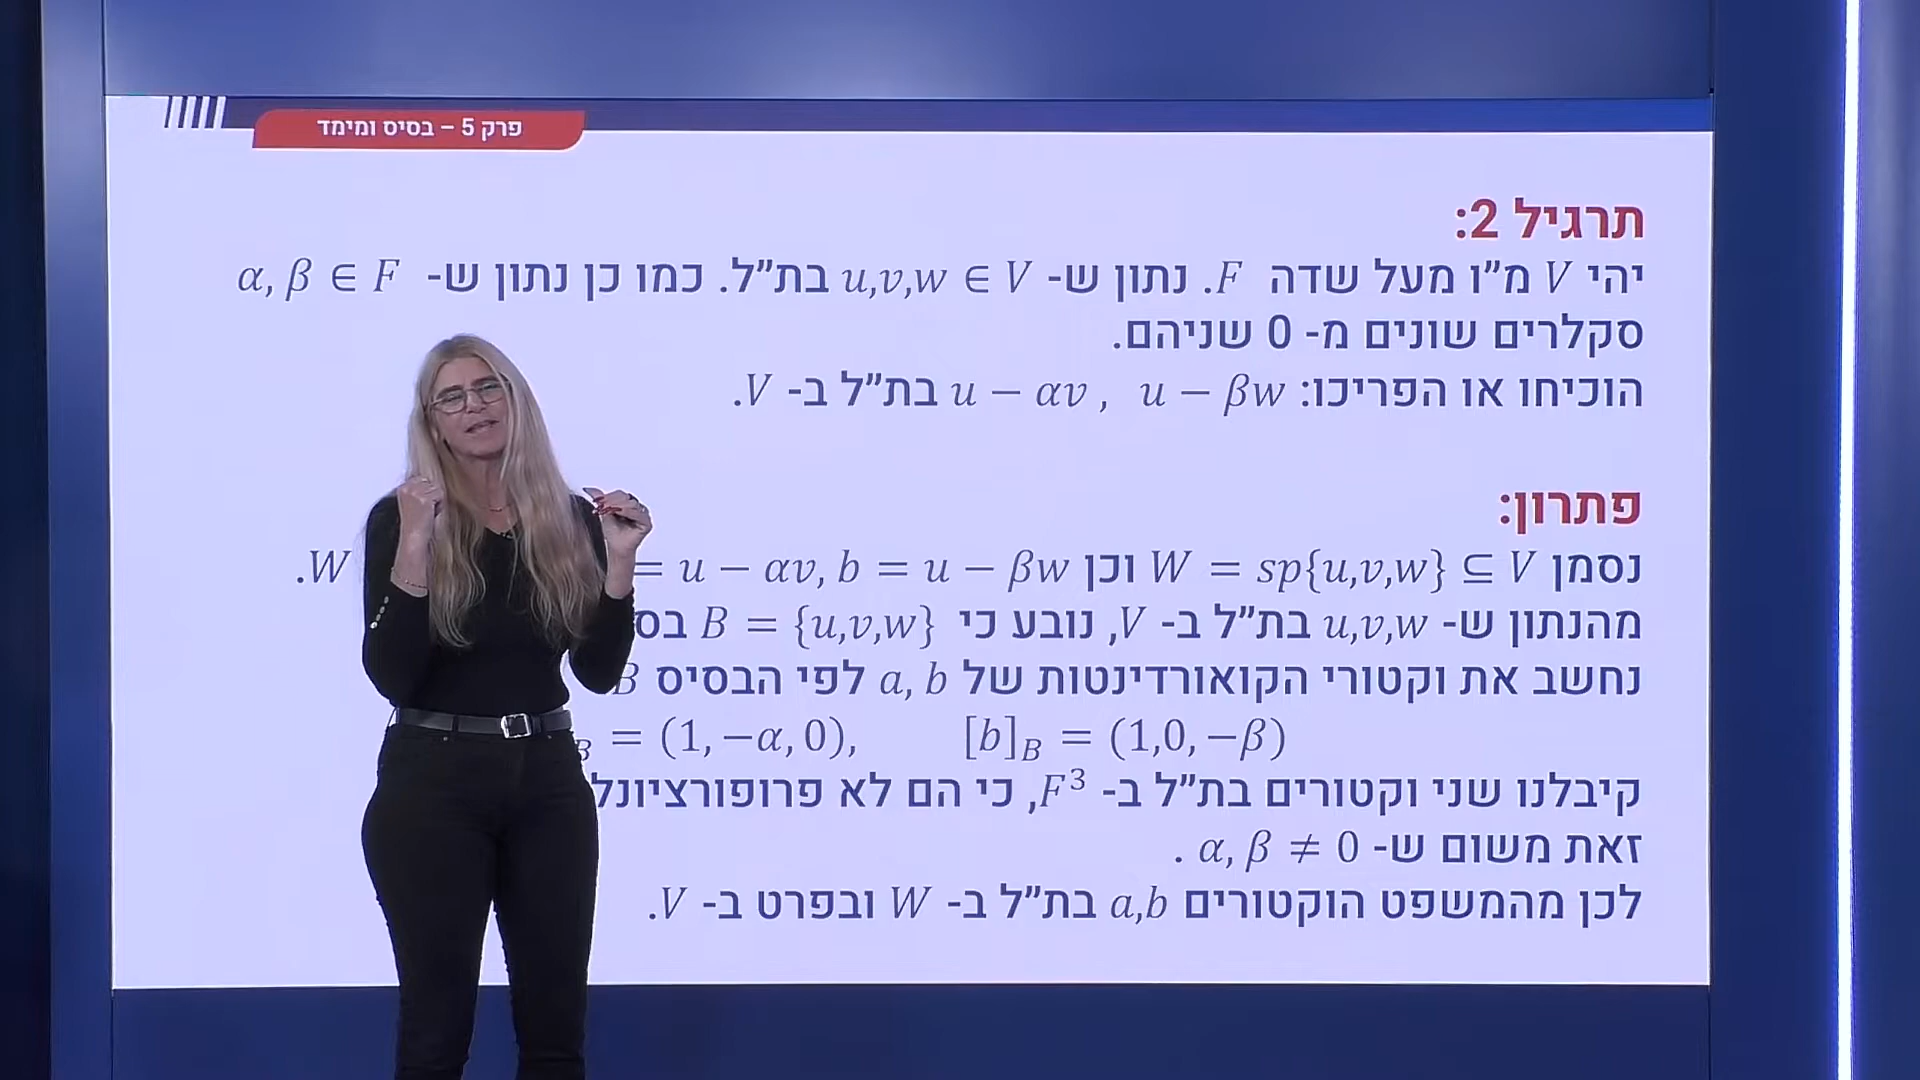 פרק 5 – בסיס ומימד
תרגיל 2:
יהי V מ"ו מעל שדה F. נתון ש- u,v,w ∈ V בת"ל. כמו כן נתון ש- α, β ∈ F
סקלרים שונים מ- 0 שניהם.
הוכיחו או הפריכו: u − αv , u − βw בת"ל ב- V.
פתרון:
נסמן W = sp{u,v,w} ⊆ V וכן = u − αv, b = u − βw W.
מהנתון ש- u,v,w בת"ל ב- V, נובע כי B = {u,v,w}
נחשב את וקטורי הקואורדינטות של a, b לפי הבסיס B
B = (1, −α, 0), [b]B = (1,0, −β)
קיבלנו שני וקטורים בת"ל ב- F³, כי הם לא
זאת משום ש- α, β ≠ 0 .
לכן מהמשפט הוקטורים a,b בת"ל ב- W ובפרט ב- V.